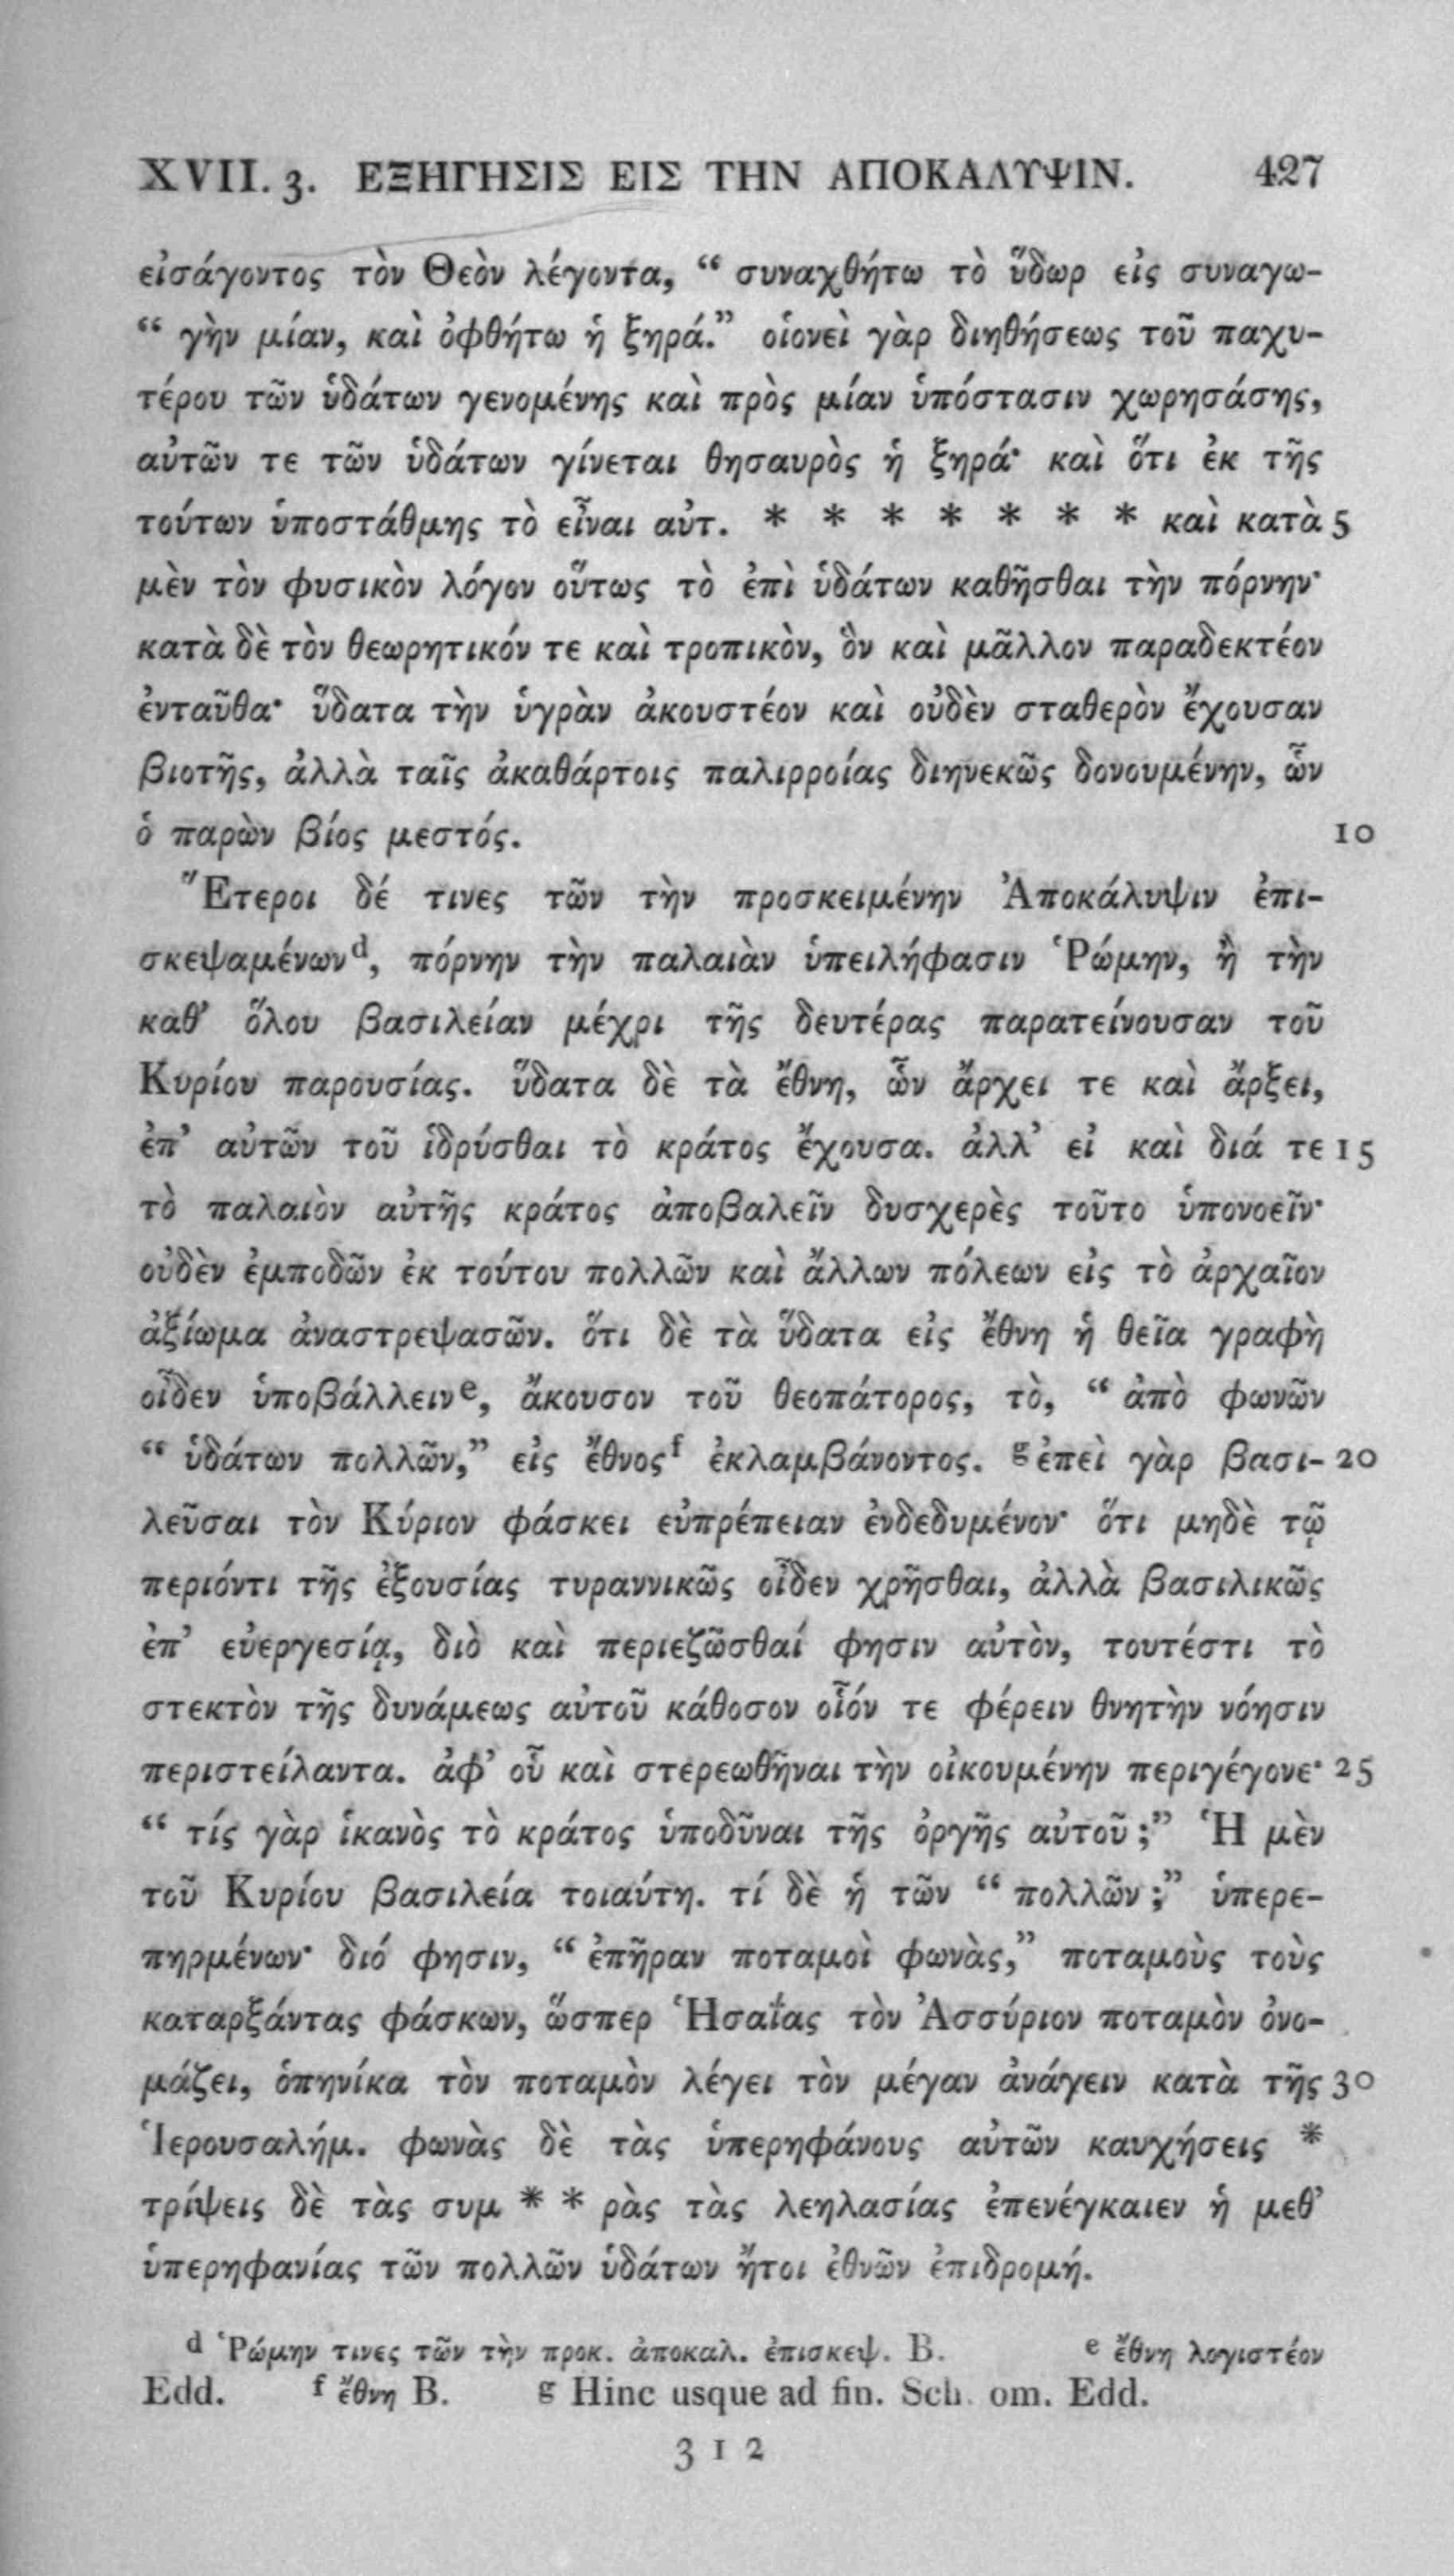 XVII. 3. ΕΞΗΓΗΣΙΣ ΕΙΣ ΤΗΝ ΑΠΟΚΑΛΥΨΙΝ. 427
εἰσάγοντος τὸν Θεὸν λέγοντα, “ συναχθήτω τὸ ὕδωρ εἰς συναγω-
“ γὴν μίαν, καὶ ὀφθήτω ἡ ξηρά.” οἱονεὶ γὰρ διηθήσεως τοῦ παχυ-
τέρου τῶν ὑδάτων γενομένης καὶ πρὸς μίαν ὑπόστασιν χωρησάσης,
αὐτῶν τε τῶν ὑδάτων γίνεται θησαυρὸς ἡ ξηρά· καὶ ὅτι ἐκ τῆς
τούτων ὑποστάθμης τὸ εἶναι αὐτ. * * * * * * * καὶ κατὰ 5
μὲν τὸν φυσικὸν λόγον οὕτως τὸ ἐπὶ ὑδάτων καθῆσθαι τὴν πόρνην·
κατὰ δὲ τὸν θεωρητικόν τε καὶ τροπικὸν, ὃν καὶ μᾶλλον παραδεκτέον
ἐνταῦθα· ὕδατα τὴν ὑγρὰν ἀκουστέον καὶ οὐδὲν σταθερὸν ἔχουσαν
βιοτῆς, ἀλλὰ ταῖς ἀκαθάρτοις παλιρροίας διηνεκῶς δονουμένην, ὧν
ὁ παρὼν βίος μεστός. 10
Ἕτεροι δέ τινες τῶν τὴν προσκειμένην Ἀποκάλυψιν ἐπι-
σκεψαμένων d, πόρνην τὴν παλαιὰν ὑπειλήφασιν Ῥώμην, ἢ τὴν
καθ’ ὅλου βασιλείαν μέχρι τῆς δευτέρας παρατείνουσαν τοῦ
Κυρίου παρουσίας. ὕδατα δὲ τὰ ἔθνη, ὧν ἄρχει τε καὶ ἄρξει,
ἐπ’ αὐτῶν τοῦ ἱδρύσθαι τὸ κράτος ἔχουσα. ἀλλ’ εἰ καὶ διά τε 15
τὸ παλαιὸν αὐτῆς κράτος ἀποβαλεῖν δυσχερὲς τοῦτο ὑπονοεῖν·
οὐδὲν ἐμποδῶν ἐκ τούτου πολλῶν καὶ ἄλλων πόλεων εἰς τὸ ἀρχαῖον
ἀξίωμα ἀναστρεψασῶν. ὅτι δὲ τὰ ὕδατα εἰς ἔθνη ἡ θεῖα γραφὴ
οἶδεν ὑποβάλλειν e, ἄκουσον τοῦ θεοπάτορος, τὸ, “ ἀπὸ φωνῶν
“ ὑδάτων πολλῶν,” εἰς ἔθνος f ἐκλαμβάνοντος. g ἐπεὶ γὰρ βασι- 20
λεῦσαι τὸν Κύριον φάσκει εὐπρέπειαν ἐνδεδυμένον· ὅτι μηδὲ τῷ
περιόντι τῆς ἐξουσίας τυραννικῶς οἶδεν χρῆσθαι, ἀλλὰ βασιλικῶς
ἐπ’ εὐεργεσίᾳ, διὸ καὶ περιεζῶσθαί φησιν αὐτὸν, τουτέστι τὸ
στεκτὸν τῆς δυνάμεως αὐτοῦ κάθοσον οἷόν τε φέρειν θνητὴν νόησιν
περιστείλαντα. ἀφ’ οὗ καὶ στερεωθῆναι τὴν οἰκουμένην περιγέγονε· 25
“ τίς γὰρ ἱκανὸς τὸ κράτος ὑποδῦναι τῆς ὀργῆς αὐτοῦ ;” Ἡ μὲν
τοῦ Κυρίου βασιλεία τοιαύτη. τί δὲ ἡ τῶν “ πολλῶν ;” ὑπερε-
πηρμένων· διό φησιν, “ ἐπῆραν ποταμοὶ φωνὰς,” ποταμοὺς τοὺς
καταρξάντας φάσκων, ὥσπερ Ἡσαΐας τὸν Ἀσσύριον ποταμὸν ὀνο-
μάζει, ὁπηνίκα τὸν ποταμὸν λέγει τὸν μέγαν ἀνάγειν κατὰ τῆς 30
Ἱερουσαλήμ. φωνὰς δὲ τὰς ὑπερηφάνους αὐτῶν καυχήσεις *
τρίψεις δὲ τὰς συμ * * ρὰς τὰς λεηλασίας ἐπενέγκαιεν ἡ μεθ’
ὑπερηφανίας τῶν πολλῶν ὑδάτων ἤτοι ἐθνῶν ἐπιδρομή.
d Ῥώμην τινες τῶν τὴν προκ. ἀποκαλ. ἐπισκεψ. B. e ἔθνη λογιστέον
Edd. f ἔθνη B. g Hinc usque ad fin. Sch. om. Edd.
3 I 2